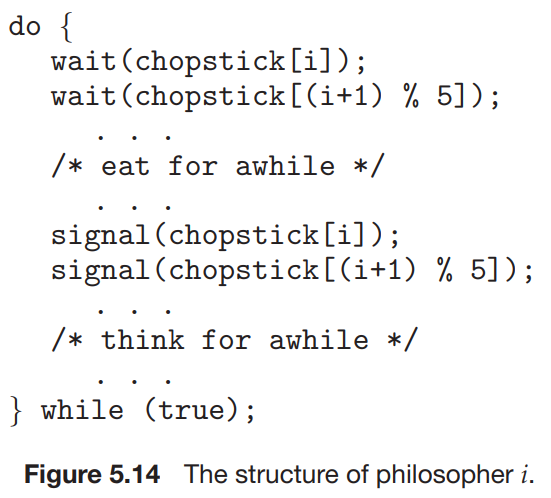 do {
wait(chopstick[i]);
wait(chopstick[(i+1) % 5]);
. . .
/* eat for awhile */
. . .
signal(chopstick[i]);
signal(chopstick[(i+1) % 5]);
. . .
/* think for awhile */
. . .
} while (true);
Figure 5.14 The structure of philosopher i.